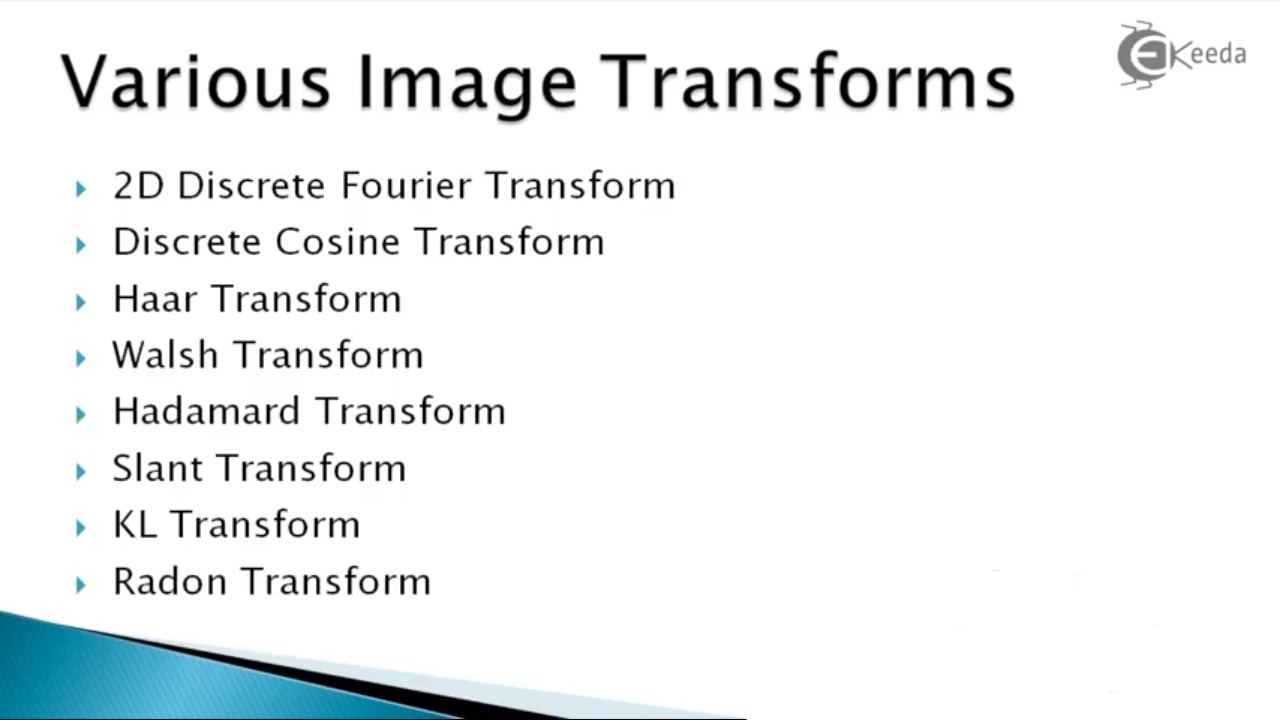 Various Image Transforms
EKeeda
2D Discrete Fourier Transform
Discrete Cosine Transform
Haar Transform
Walsh Transform
Hadamard Transform
Slant Transform
KL Transform
Radon Transform